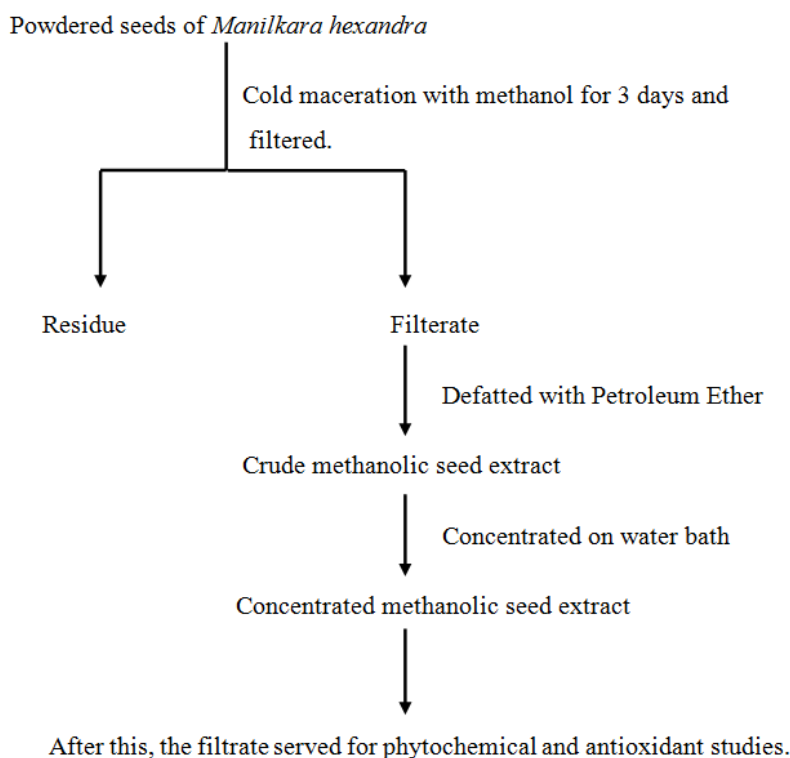 Powdered seeds of Manilkara hexandra
Cold maceration with methanol for 3 days and
filtered.
Residue
Filterate
Defatted with Petroleum Ether
Crude methanolic seed extract
Concentrated on water bath
Concentrated methanolic seed extract
After this, the filtrate served for phytochemical and antioxidant studies.